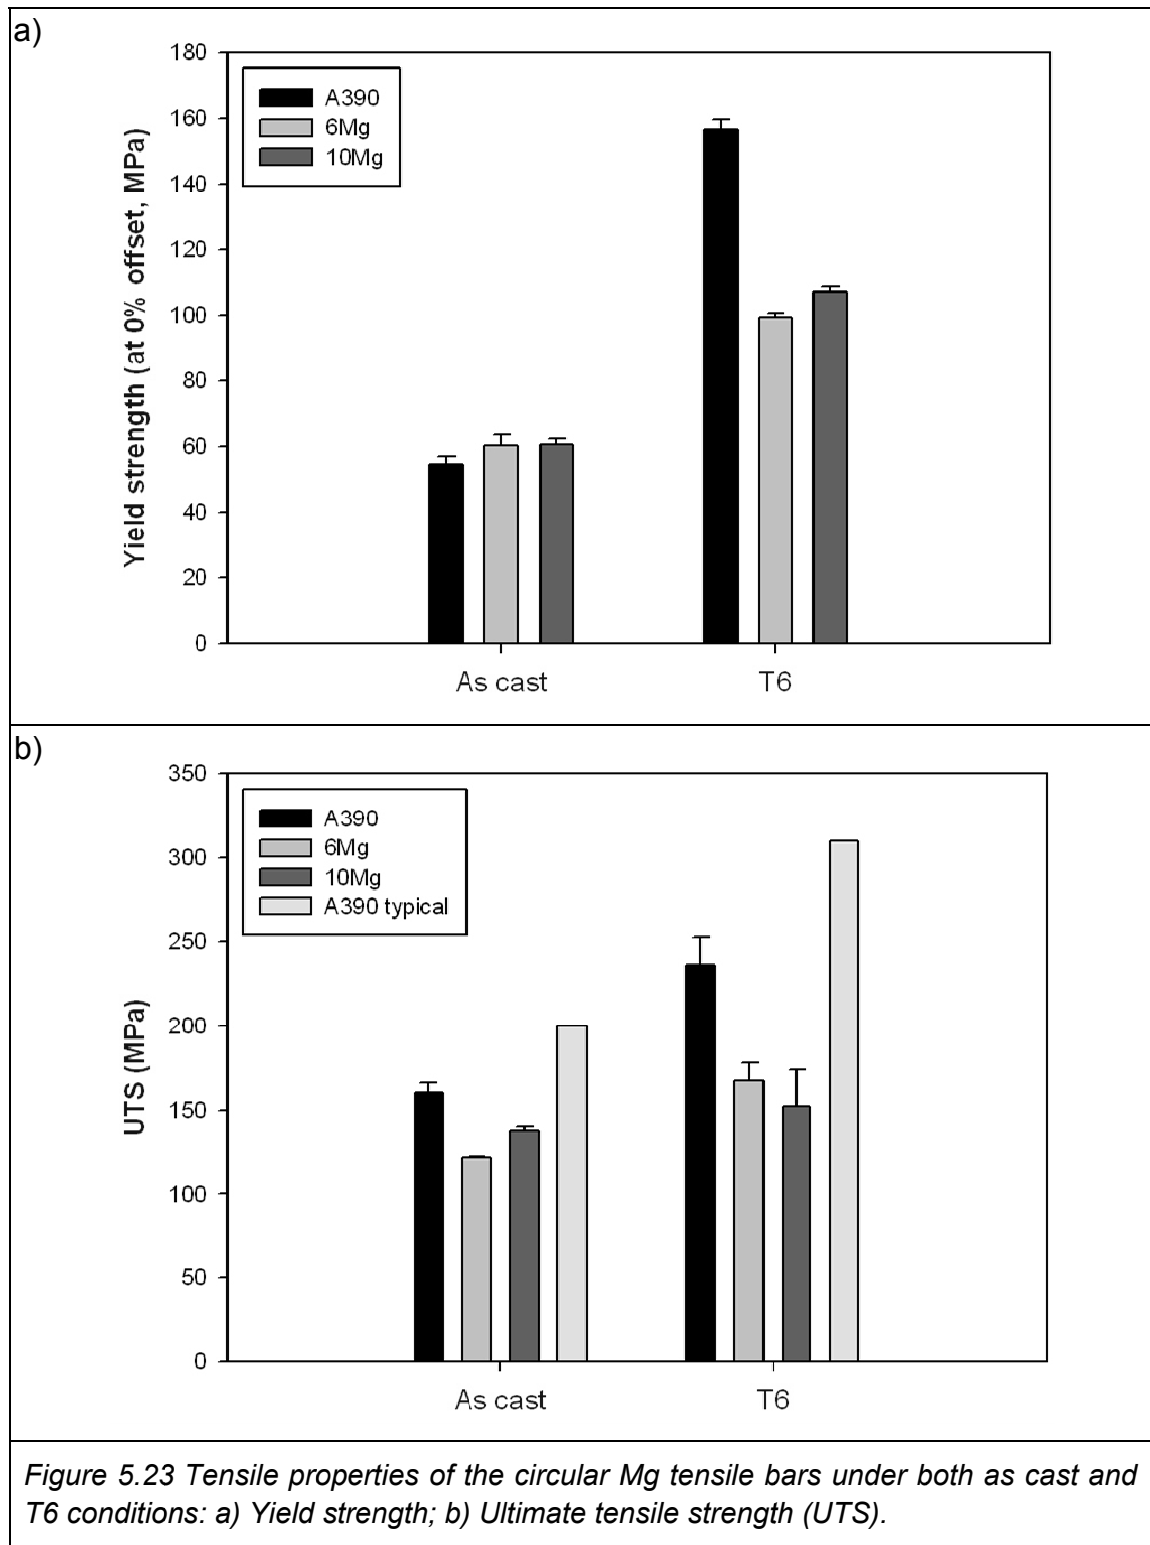 a)
Yield strength (at 0% offset, MPa)
180
160
140
120
100
80
60
40
20
0
A390
6Mg
10Mg
As cast
T6
b)
UTS (MPa)
350
300
250
200
150
100
50
0
A390
6Mg
10Mg
A390 typical
As cast
T6
Figure 5.23 Tensile properties of the circular Mg tensile bars under both as cast and
T6 conditions: a) Yield strength; b) Ultimate tensile strength (UTS).